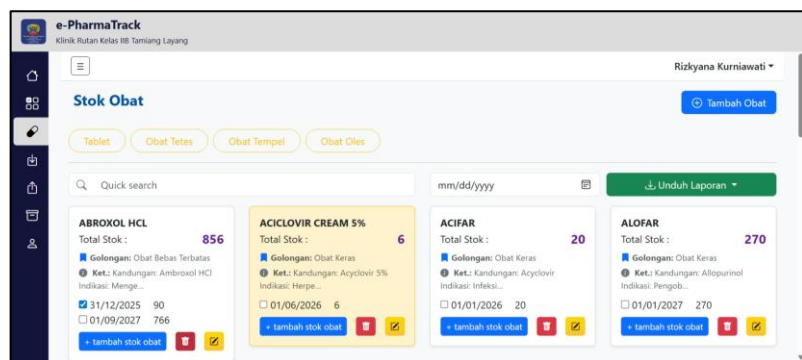 e-PharmaTrack
Klinik Rutan Kelas IIB Tamiang Layang
Rizkyana Kurniawati
Stok Obat
Tambah Obat
Tablet
Obat Tetes
Obat Tempel
Obat Oles
Quick search
mm/dd/yyyy
Unduh Laporan
ABROXOL HCL
Total Stok : 856
Golongan: Obat Bebas Terbatas
Ket.: Kandungan: Ambroxol HCl
Indikasi: Menge...
31/12/2025 90
01/09/2027 766
+ tambah stok obat
ACICLOVIR CREAM 5%
Total Stok : 6
Golongan: Obat Keras
Ket.: Kandungan: Acyclovir 5%
Indikasi: Herpe...
01/06/2026 6
+ tambah stok obat
ACIFAR
Total Stok : 20
Golongan: Obat Keras
Ket.: Kandungan: Acyclovir
Indikasi: Infeksi...
01/01/2026 20
+ tambah stok obat
ALOFAR
Total Stok : 270
Golongan: Obat Keras
Ket.: Kandungan: Allopurinol
Indikasi: Pengob...
01/01/2027 270
+ tambah stok obat